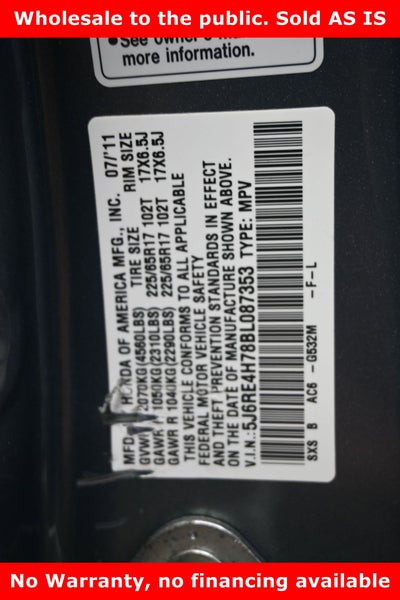 Wholesale to the public. Sold AS IS
•See owner's
more information.
MFD. HONDA OF AMERICA MFG., INC. 07/'11
TIRE SIZE RIM SIZE
GVWR 2070KG(4560LBS)
GAWR F 1050KG(2310LBS) 225/65R17 102T 17X6.5J
GAWR R 1040KG(2290LBS) 225/65R17 102T 17X6.5J
THIS VEHICLE CONFORMS TO ALL APPLICABLE
FEDERAL MOTOR VEHICLE SAFETY
AND THEFT PREVENTION STANDARDS IN EFFECT
ON THE DATE OF MANUFACTURE SHOWN ABOVE.
V.I.N.:5J6RE4H78BL087353 TYPE: MPV
SXS B AC6 -G532M -F-L
No Warranty, no financing available